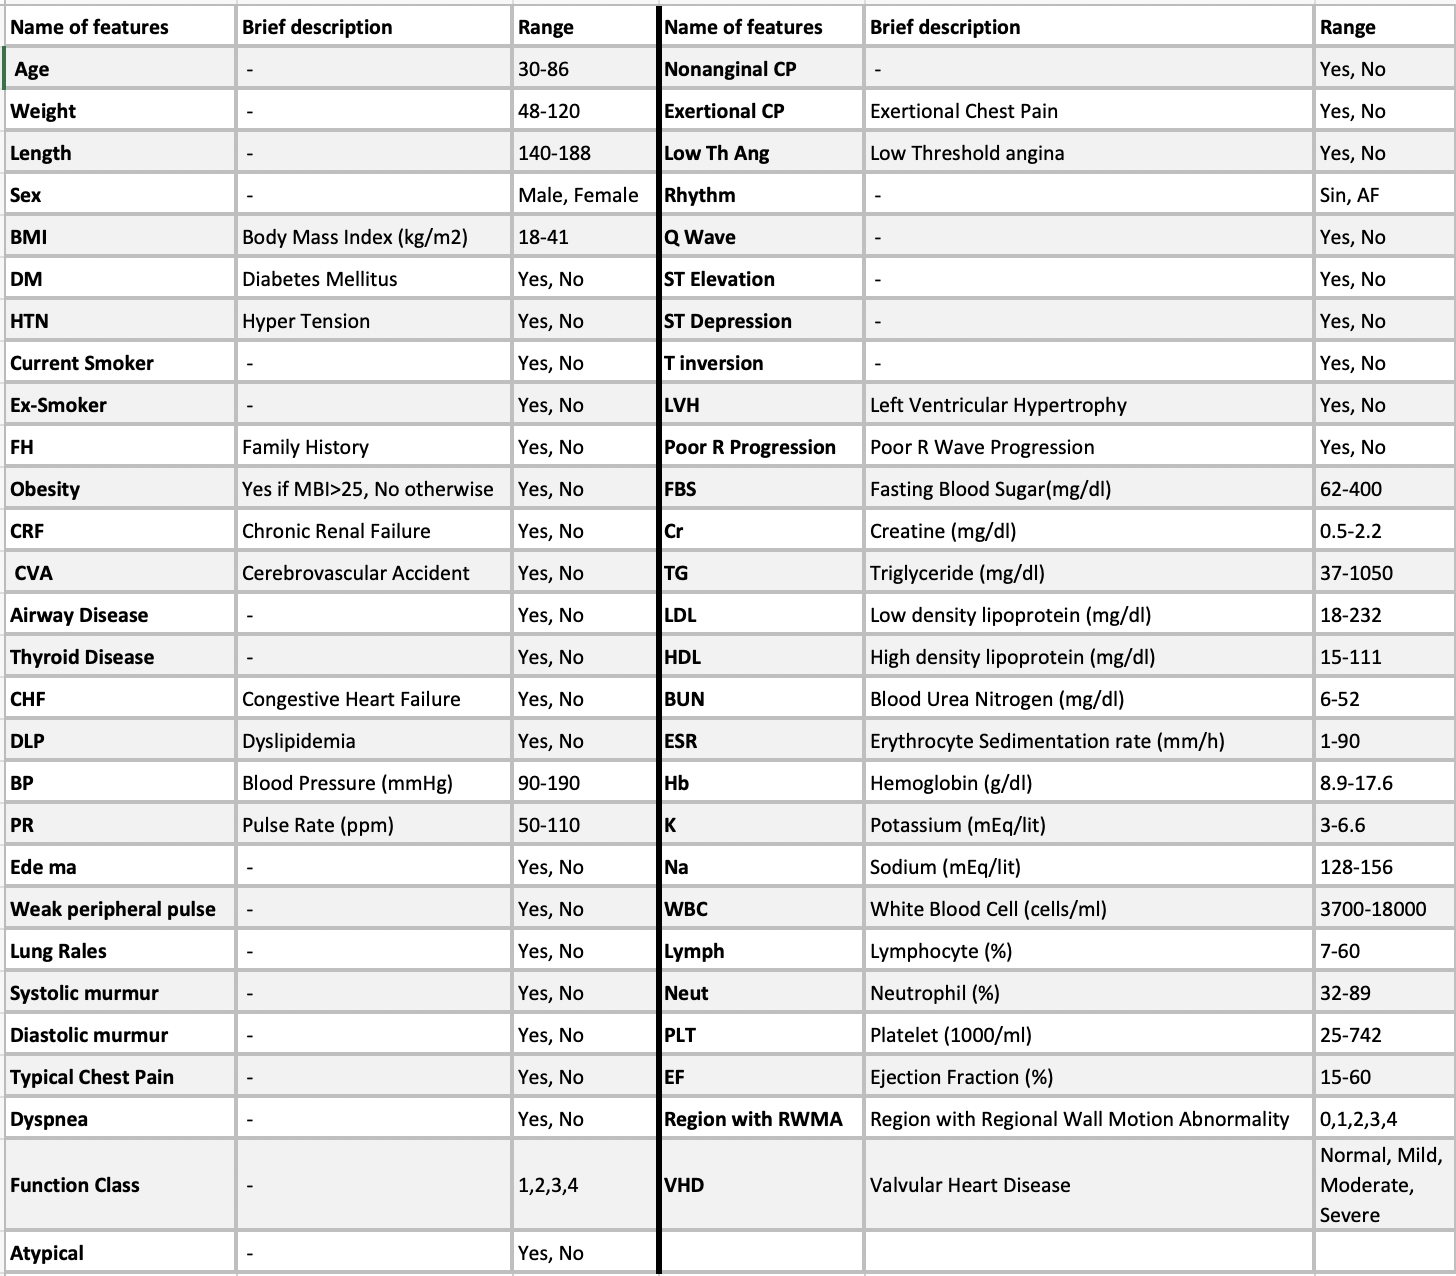 Name of features Brief description Range Name of features Brief description Range
Age - 30-86 Nonanginal CP - Yes, No
Weight - 48-120 Exertional CP Exertional Chest Pain Yes, No
Length - 140-188 Low Th Ang Low Threshold angina Yes, No
Sex - Male, Female Rhythm - Sin, AF
BMI Body Mass Index (kg/m2) 18-41 Q Wave - Yes, No
DM Diabetes Mellitus Yes, No ST Elevation - Yes, No
HTN Hyper Tension Yes, No ST Depression - Yes, No
Current Smoker - Yes, No T inversion - Yes, No
Ex-Smoker - Yes, No LVH Left Ventricular Hypertrophy Yes, No
FH Family History Yes, No Poor R Progression Poor R Wave Progression Yes, No
Obesity Yes if MBI>25, No otherwise Yes, No FBS Fasting Blood Sugar(mg/dl) 62-400
CRF Chronic Renal Failure Yes, No Cr Creatine (mg/dl) 0.5-2.2
CVA Cerebrovascular Accident Yes, No TG Triglyceride (mg/dl) 37-1050
Airway Disease - Yes, No LDL Low density lipoprotein (mg/dl) 18-232
Thyroid Disease - Yes, No HDL High density lipoprotein (mg/dl) 15-111
CHF Congestive Heart Failure Yes, No BUN Blood Urea Nitrogen (mg/dl) 6-52
DLP Dyslipidemia Yes, No ESR Erythrocyte Sedimentation rate (mm/h) 1-90
BP Blood Pressure (mmHg) 90-190 Hb Hemoglobin (g/dl) 8.9-17.6
PR Pulse Rate (ppm) 50-110 K Potassium (mEq/lit) 3-6.6
Ede ma - Yes, No Na Sodium (mEq/lit) 128-156
Weak peripheral pulse - Yes, No WBC White Blood Cell (cells/ml) 3700-18000
Lung Rales - Yes, No Lymph Lymphocyte (%) 7-60
Systolic murmur - Yes, No Neut Neutrophil (%) 32-89
Diastolic murmur - Yes, No PLT Platelet (1000/ml) 25-742
Typical Chest Pain - Yes, No EF Ejection Fraction (%) 15-60
Dyspnea - Yes, No Region with RWMA Region with Regional Wall Motion Abnormality 0,1,2,3,4
Function Class - 1,2,3,4 VHD Valvular Heart Disease Normal, Mild,
Moderate,
Severe
Atypical - Yes, No